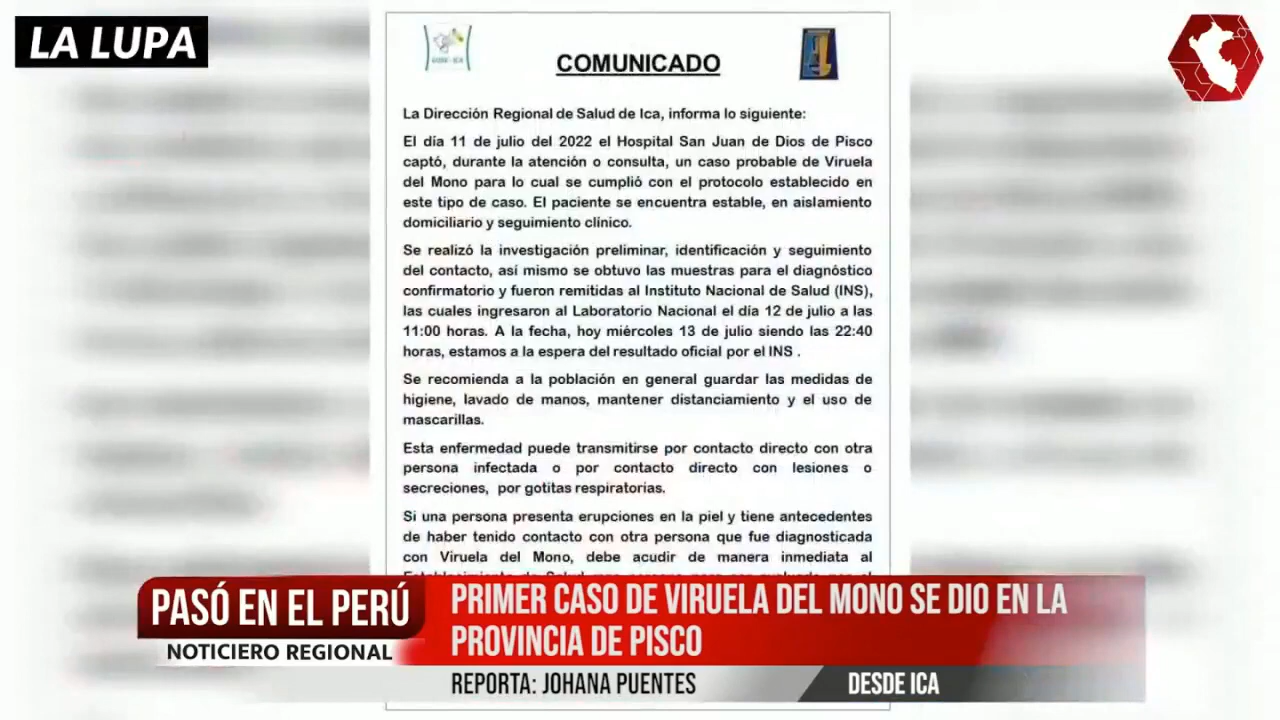 LA LUPA
COMUNICADO
La Dirección Regional de Salud de Ica, informa lo siguiente:
El día 11 de julio del 2022 el Hospital San Juan de Dios de Pisco
captó, durante la atención o consulta, un caso probable de Viruela
del Mono para lo cual se cumplió con el protocolo establecido en
este tipo de caso. El paciente se encuentra estable, en aislamiento
domiciliario y seguimiento clínico.
Se realizó la investigación preliminar, identificación y seguimiento
del contacto, así mismo se obtuvo las muestras para el diagnóstico
confirmatorio y fueron remitidas al Instituto Nacional de Salud (INS),
las cuales ingresaron al Laboratorio Nacional el día 12 de julio a las
11:00 horas. A la fecha, hoy miércoles 13 de julio siendo las 22:40
horas, estamos a la espera del resultado oficial por el INS .
Se recomienda a la población en general guardar las medidas de
higiene, lavado de manos, mantener distanciamiento y el uso de
mascarillas.
Esta enfermedad puede transmitirse por contacto directo con otra
persona infectada o por contacto directo con lesiones o
secreciones, por gotitas respiratorias.
Si una persona presenta erupciones en la piel y tiene antecedentes
de haber tenido contacto con otra persona que fue diagnosticada
con Viruela del Mono, debe acudir de manera inmediata al
PASÓ EN EL PERÚ
NOTICIERO REGIONAL
PRIMER CASO DE VIRUELA DEL MONO SE DIO EN LA
PROVINCIA DE PISCO
REPORTA: JOHANA PUENTES
DESDE ICA